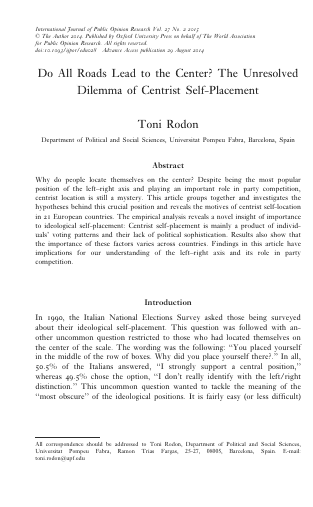 International Journal of Public Opinion Research Vol. 27 No. 2 2015
© The Author 2014. Published by Oxford University Press on behalf of The World Association
for Public Opinion Research. All rights reserved.
doi:10.1093/ijpor/edu028 Advance Access publication 29 August 2014
Do All Roads Lead to the Center? The Unresolved
Dilemma of Centrist Self-Placement
Toni Rodon
Department of Political and Social Sciences, Universitat Pompeu Fabra, Barcelona, Spain
Abstract
Why do people locate themselves on the center? Despite being the most popular
position of the left–right axis and playing an important role in party competition,
centrist location is still a mystery. This article groups together and investigates the
hypotheses behind this crucial position and reveals the motives of centrist self-location
in 21 European countries. The empirical analysis reveals a novel insight of importance
to ideological self-placement: Centrist self-placement is mainly a product of individ-
uals’ voting patterns and their lack of political sophistication. Results also show that
the importance of these factors varies across countries. Findings in this article have
implications for our understanding of the left–right axis and its role in party
competition.
Introduction
In 1990, the Italian National Elections Survey asked those being surveyed
about their ideological self-placement. This question was followed with an-
other uncommon question restricted to those who had located themselves on
the center of the scale. The wording was the following: “You placed yourself
in the middle of the row of boxes. Why did you place yourself there?.” In all,
50.5% of the Italians answered, “I strongly support a central position,”
whereas 49.5% chose the option, “I don’t really identify with the left/right
distinction.” This uncommon question wanted to tackle the meaning of the
“most obscure” of the ideological positions. It is fairly easy (or less difficult)
All correspondence should be addressed to Toni Rodon, Department of Political and Social Sciences,
Universitat Pompeu Fabra, Ramon Trias Fargas, 25-27, 08005, Barcelona, Spain. E-mail:
toni.rodon@upf.edu